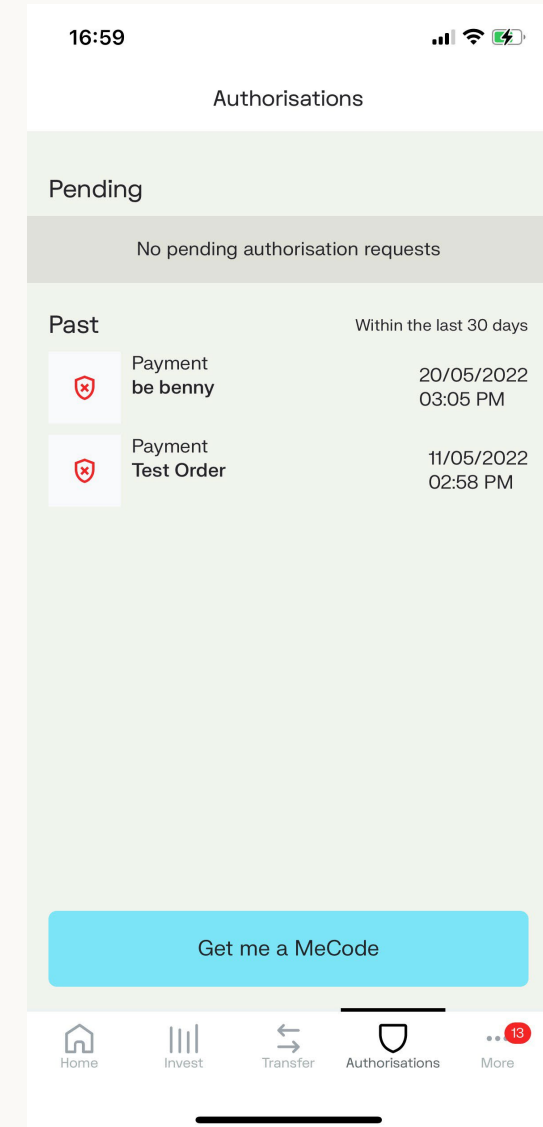 16:59
Authorisations
Pending
No pending authorisation requests
Past
Within the last 30 days
Payment
be benny
20/05/2022
03:05 PM
Payment
Test Order
11/05/2022
02:58 PM
Get me a MeCode
Home
Invest
Transfer
Authorisations
13
More